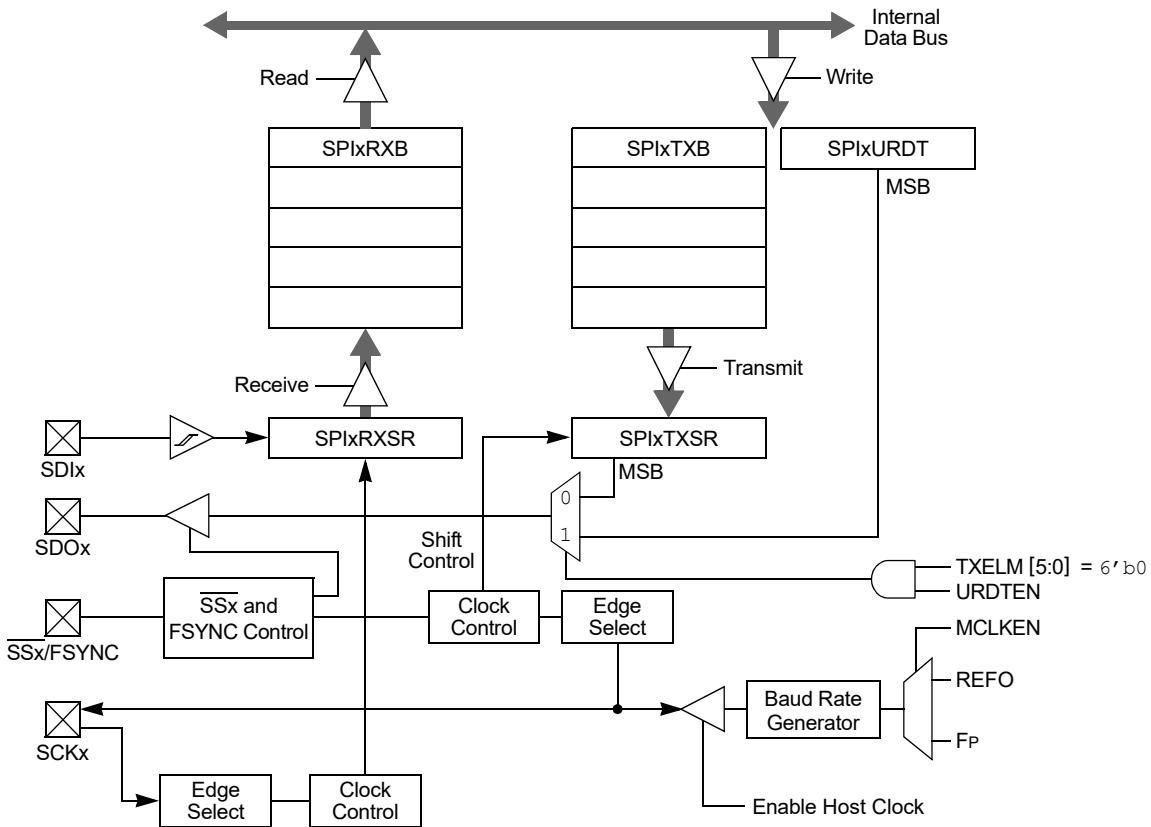 Internal
Data Bus
Read
Write
SPIxRXB
SPIxTXB
SPIxURDT
MSB
Receive
Transmit
SPIxRXSR
SPIxTXSR
SDIx
MSB
0
1
SDOx
Shift
Control
TXELM [5:0] = 6'b0
URDTEN
SSx and
FSYNC Control
Clock
Control
Edge
Select
SSx/FSYNC
MCLKEN
REFO
Baud Rate
Generator
FP
SCKx
Edge
Select
Clock
Control
Enable Host Clock